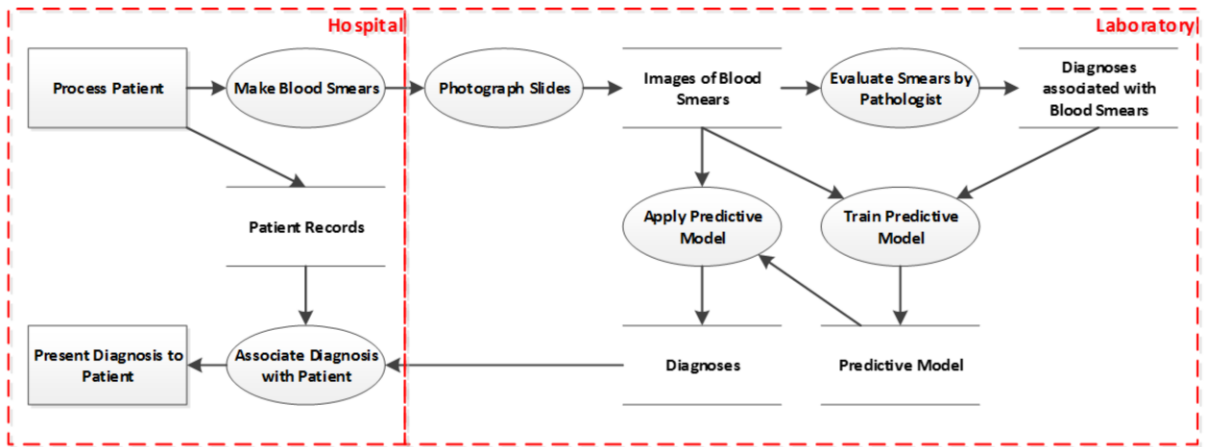 Hospital
Laboratory
Process Patient
Make Blood Smears
Photograph Slides
Images of Blood
Smears
Evaluate Smears by
Pathologist
Diagnoses
associated with
Blood Smears
Patient Records
Apply Predictive
Model
Train Predictive
Model
Present Diagnosis to
Patient
Associate Diagnosis
with Patient
Diagnoses
Predictive Model